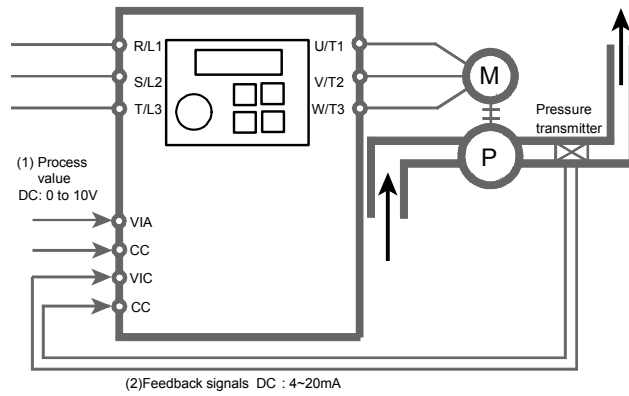 R/L1
U/T1
S/L2
V/T2
M
T/L3
W/T3
Pressure
transmitter
P
(1) Process
value
DC: 0 to 10V
VIA
CC
VIC
CC
(2)Feedback signals DC : 4~20mA